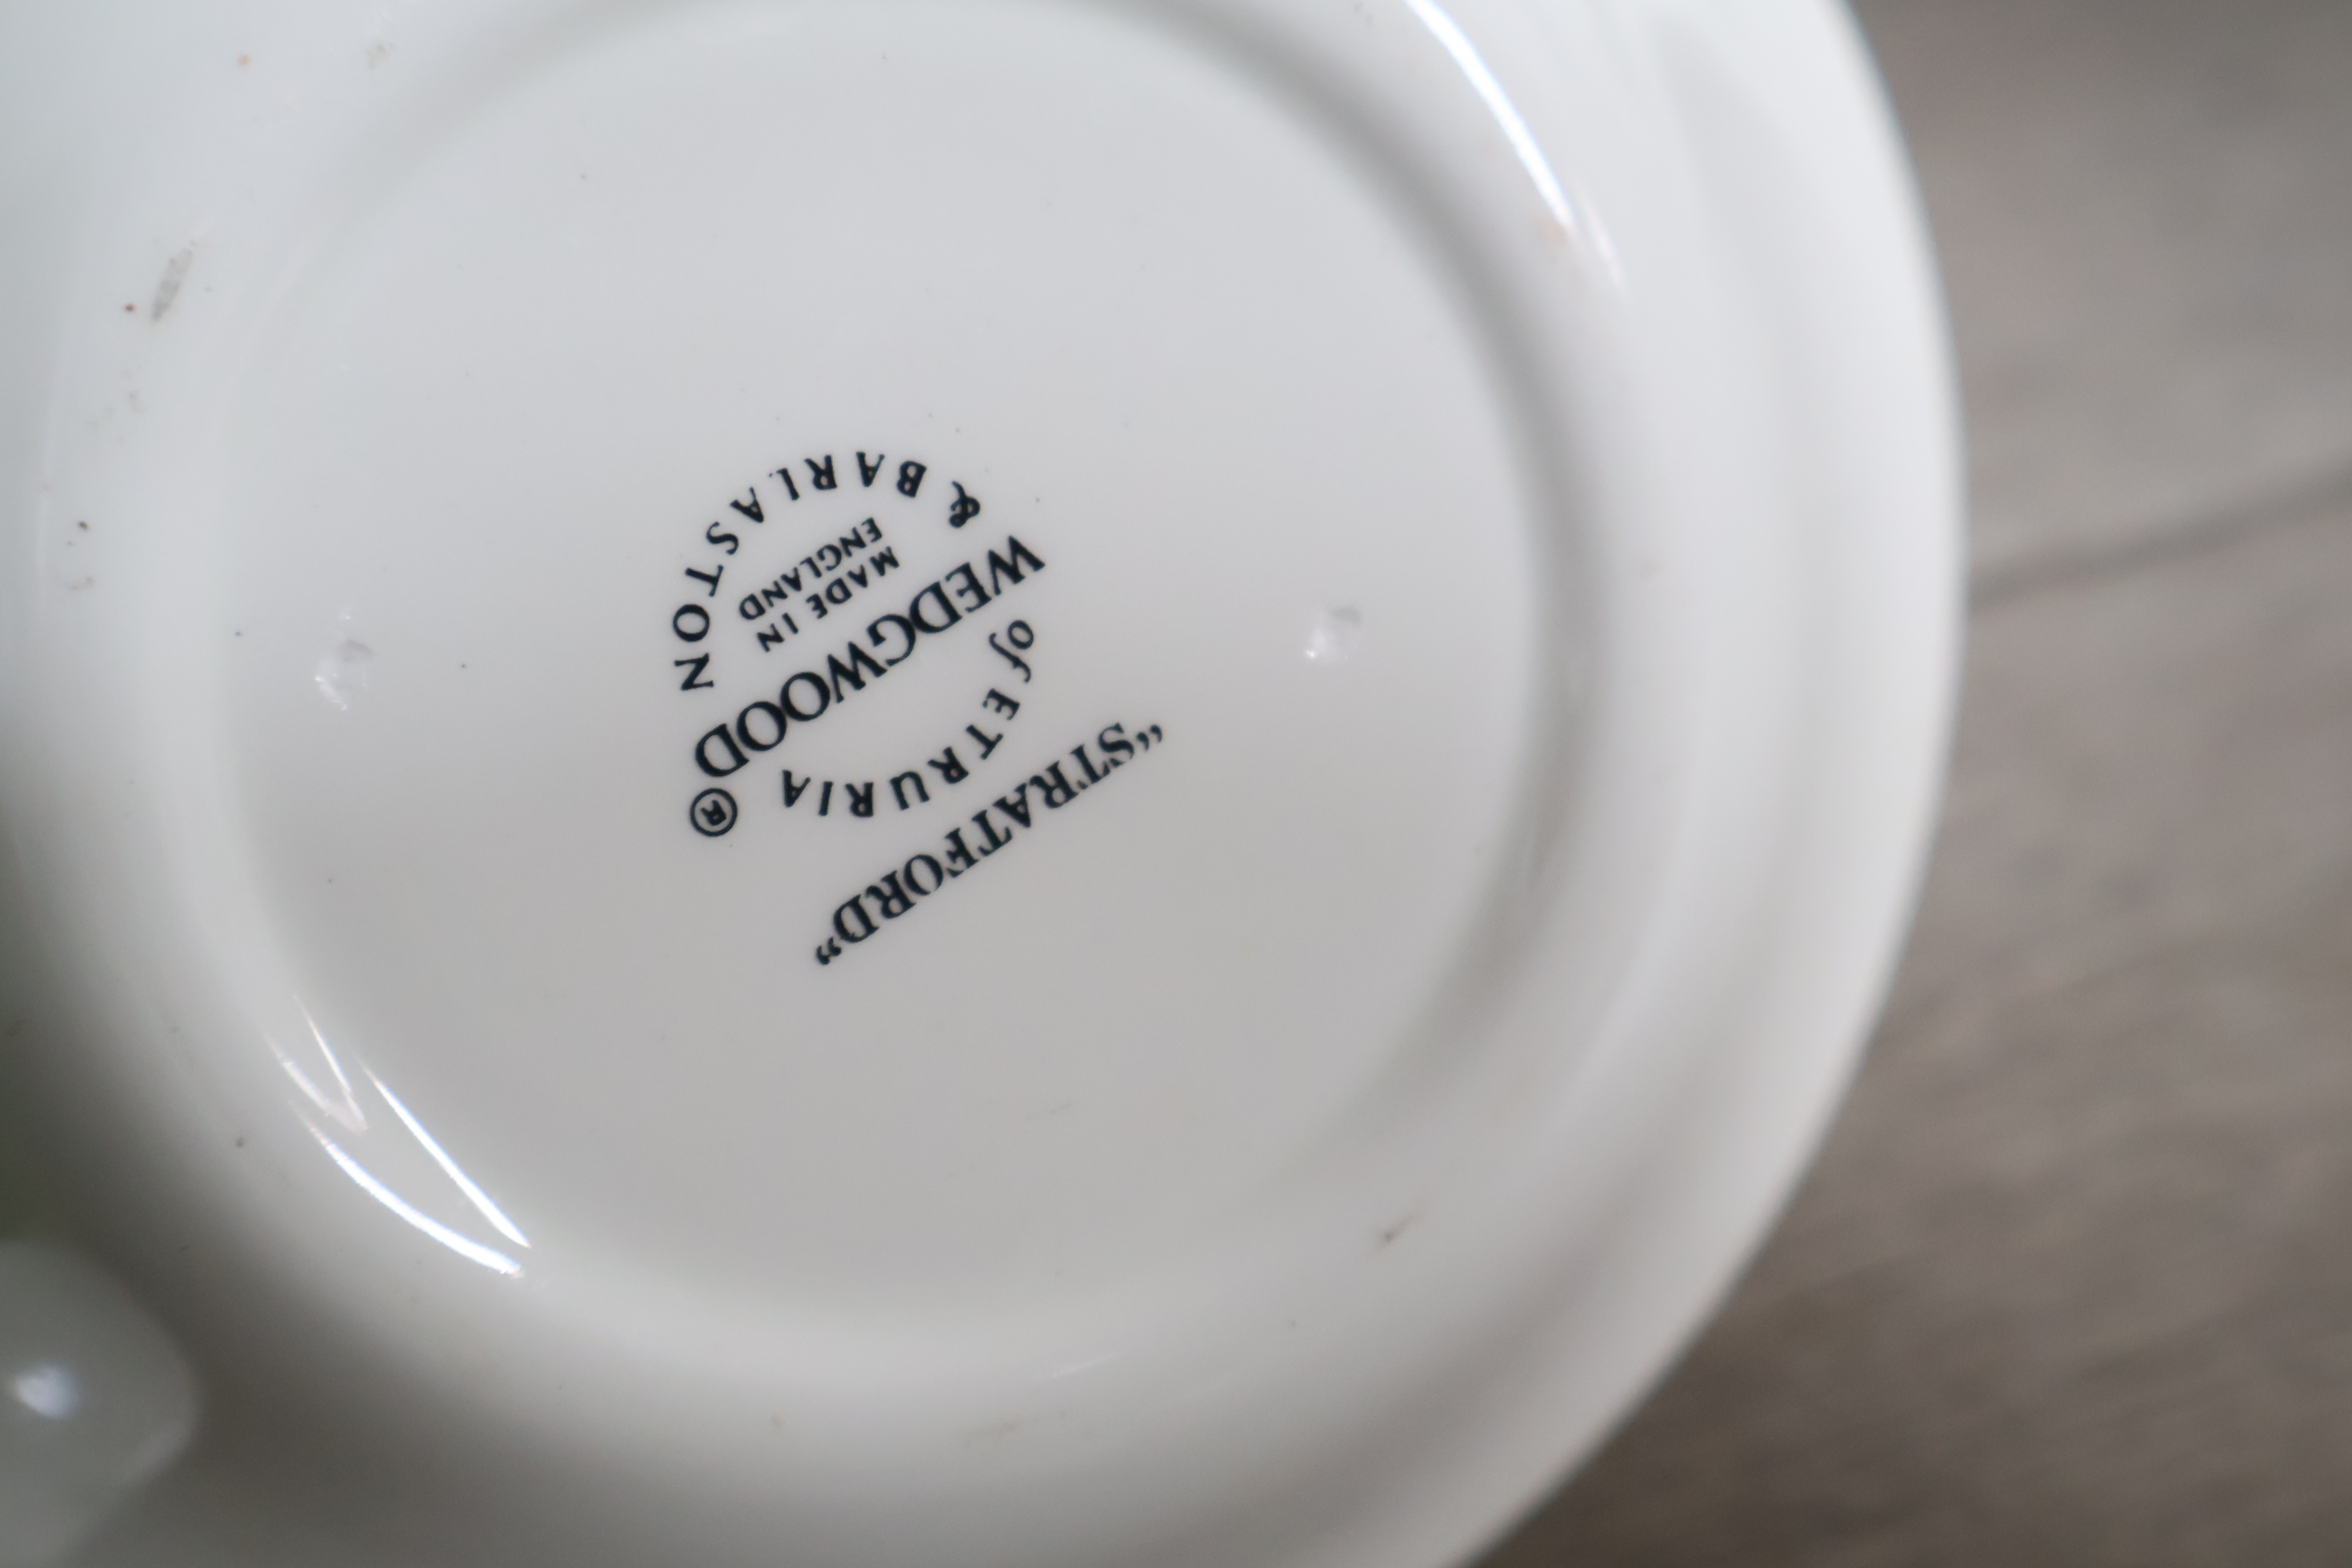 “STRATFORD”
of ETRURIA
WEDGWOOD ®
MADE IN
ENGLAND
& BARLASTON